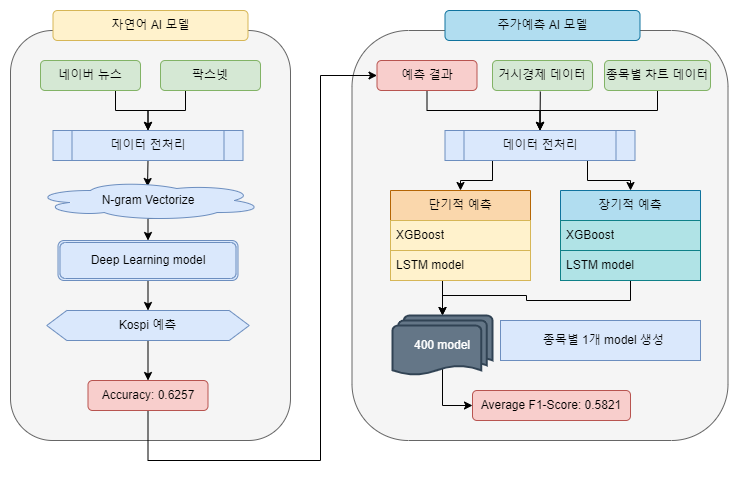 자연어 AI 모델
네이버 뉴스
팍스넷
데이터 전처리
N-gram Vectorize
Deep Learning model
Kospi 예측
Accuracy: 0.6257
주가예측 AI 모델
예측 결과
거시경제 데이터
종목별 차트 데이터
데이터 전처리
단기적 예측
XGBoost
LSTM model
장기적 예측
XGBoost
LSTM model
400 model
종목별 1개 model 생성
Average F1-Score: 0.5821